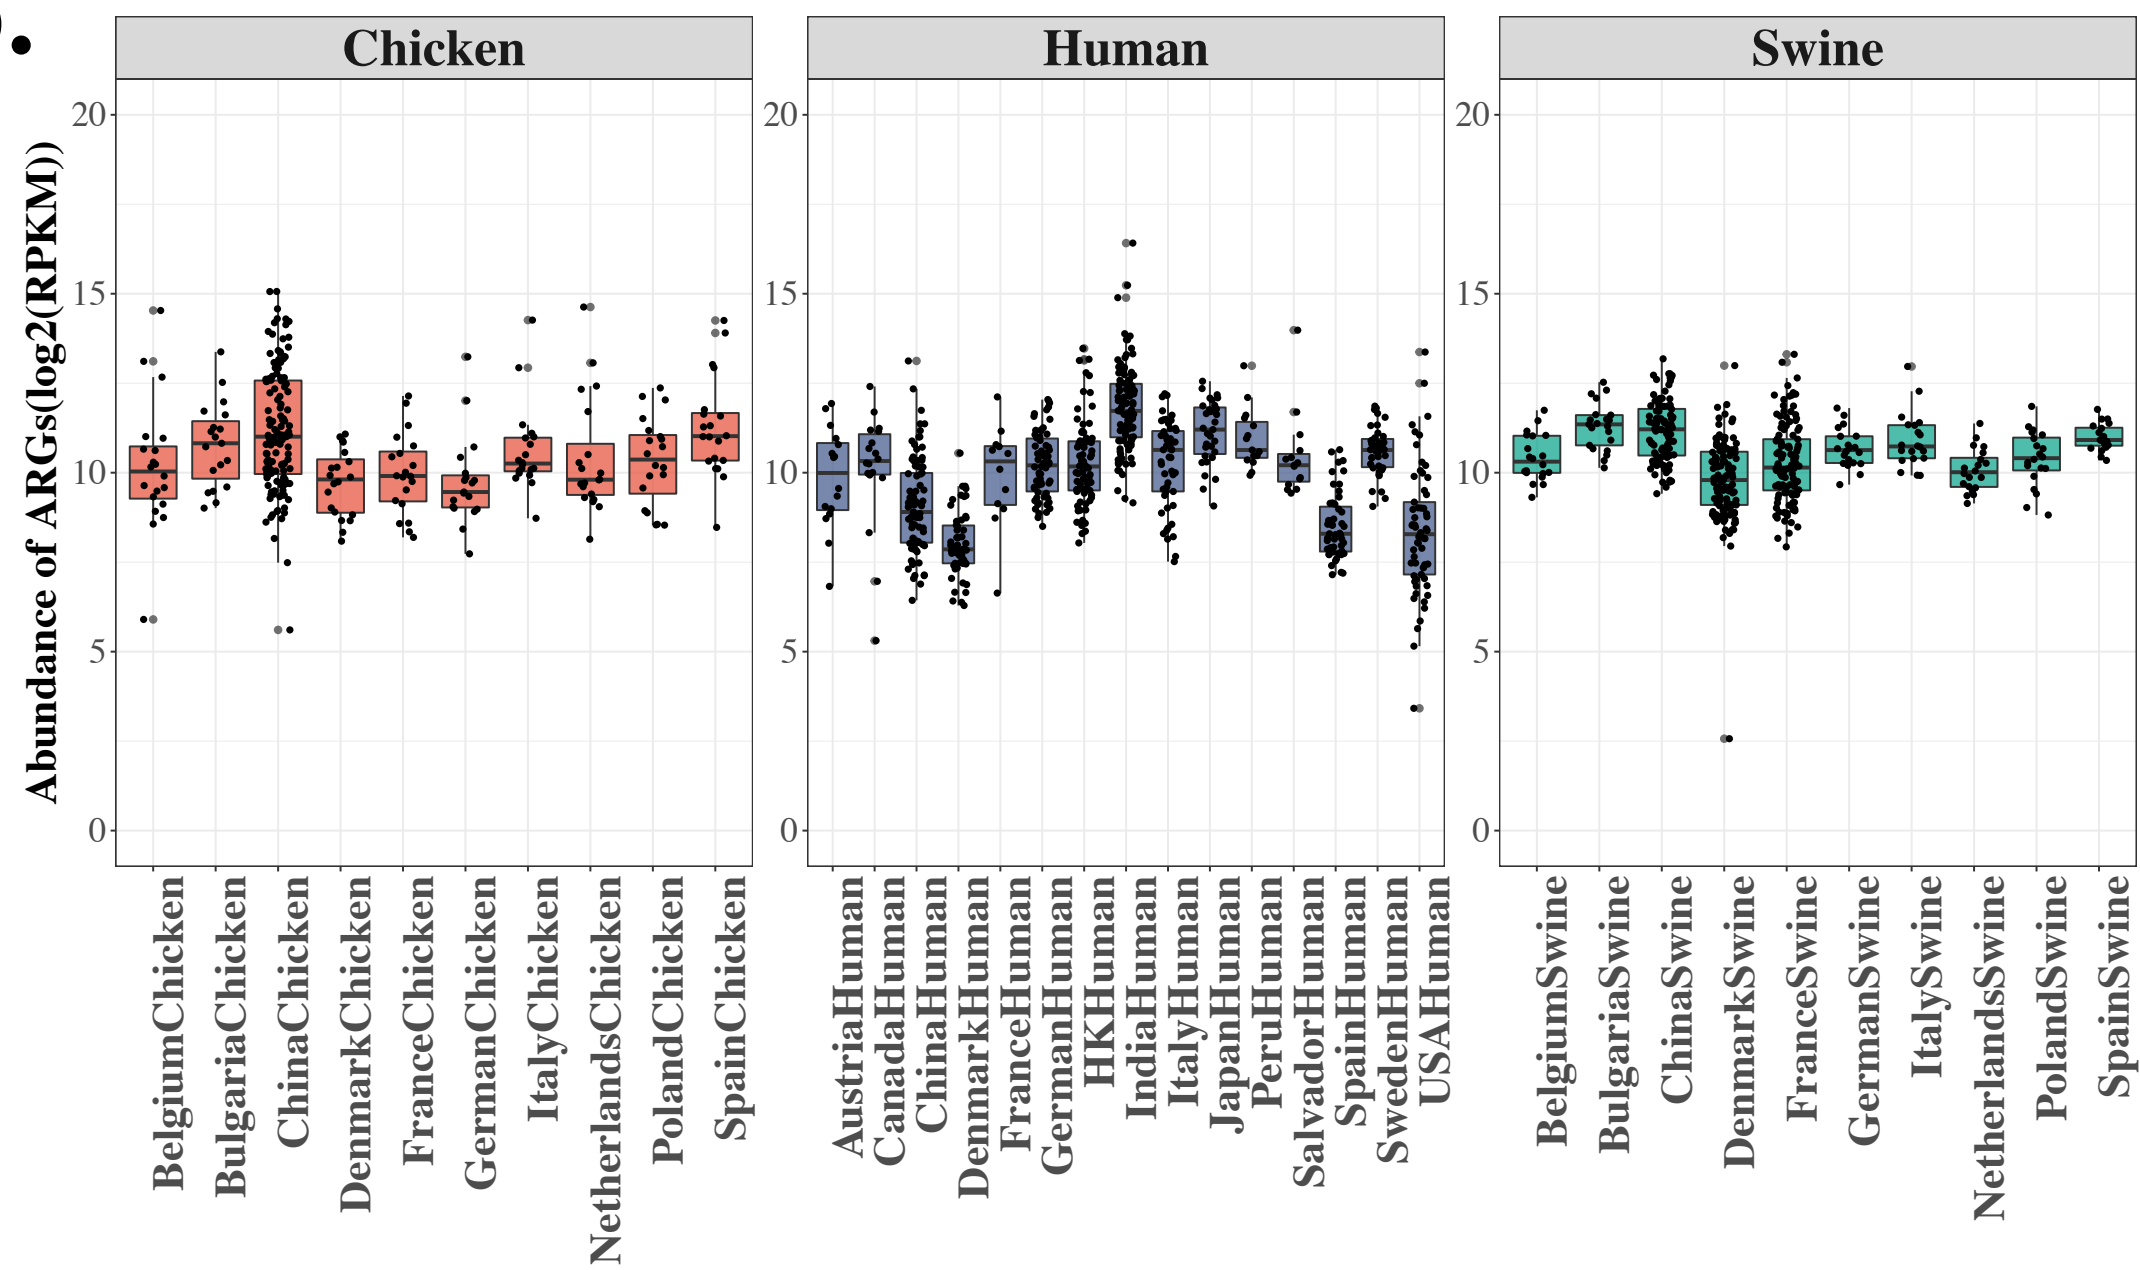 Chicken Human Swine
Abundance of ARGs(log2(RPKM))
20 20 20
15 15 15
10 10 10
5 5 5
0 0 0
BelgiumChicken
BulgariaChicken
ChinaChicken
DenmarkChicken
FranceChicken
GermanChicken
ItalyChicken
NetherlandsChicken
PolandChicken
SpainChicken
AustriaHuman
CanadaHuman
ChinaHuman
DenmarkHuman
FranceHuman
GermanHuman
HKHuman
IndiaHuman
ItalyHuman
JapanHuman
PeruHuman
SalvadorHuman
SpainHuman
SwedenHuman
USAHuman
BelgiumSwine
BulgariaSwine
ChinaSwine
DenmarkSwine
FranceSwine
GermanSwine
ItalySwine
NetherlandsSwine
PolandSwine
SpainSwine